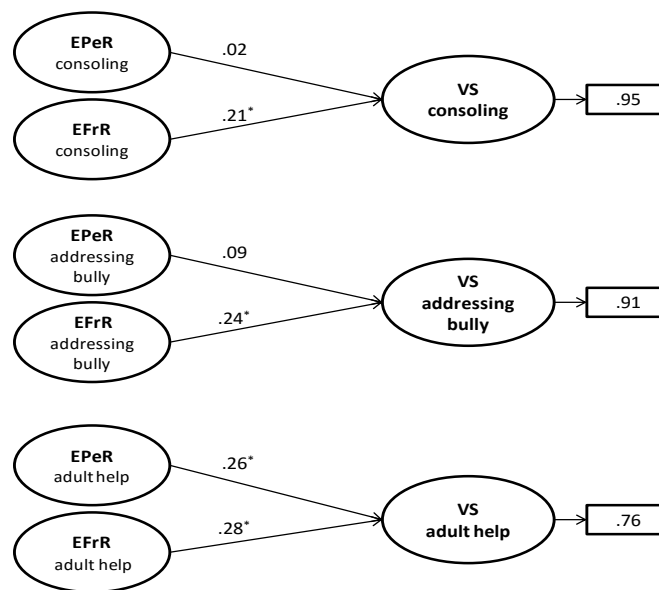 EPeR
consoling
.02
EFrR
consoling
.21*
VS
consoling
.95
EPeR
addressing
bully
.09
EFrR
addressing
bully
.24*
VS
addressing
bully
.91
EPeR
adult help
.26*
EFrR
adult help
.28*
VS
adult help
.76